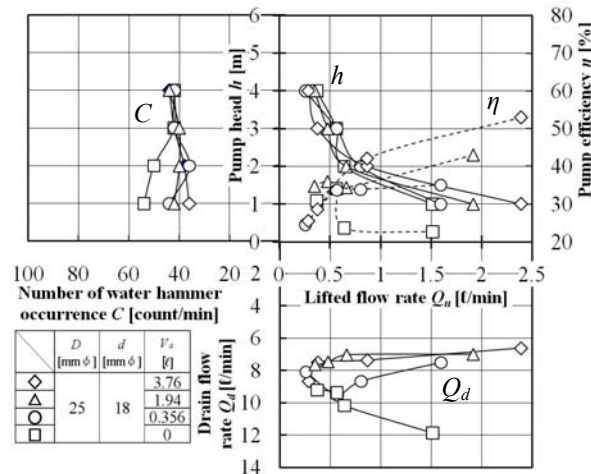 C
Pump head h [m]
6
5
4
3
2
1
0
h
η
Pump efficiency η [%]
80
70
60
50
40
30
20
100 80 60 40 20
Number of water hammer
occurrence C [count/min]
0 0.5 1 1.5 2 2.5
Lifted flow rate Qu [ℓ/min]
D [mmϕ] d [mmϕ] Va [ℓ]
25 18
3.76
1.94
0.356
0
Drain flow
rate Qd [ℓ/min]
2
4
6
8
10
12
14
Qd